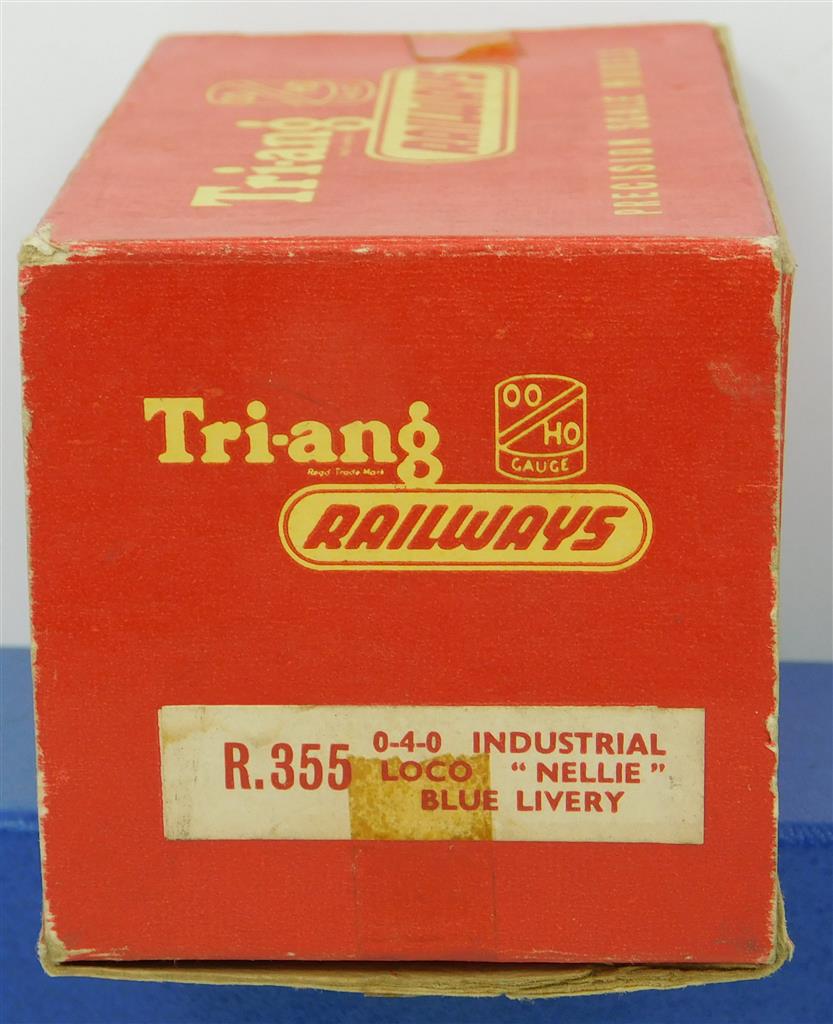 Tri-ang
RAILWAYS
PRECISION SCALE MODELS
Tri-ang
Regd. Trade Mark
OO
HO
GAUGE
RAILWAYS
R.355
0-4-0 INDUSTRIAL
LOCO "NELLIE"
BLUE LIVERY